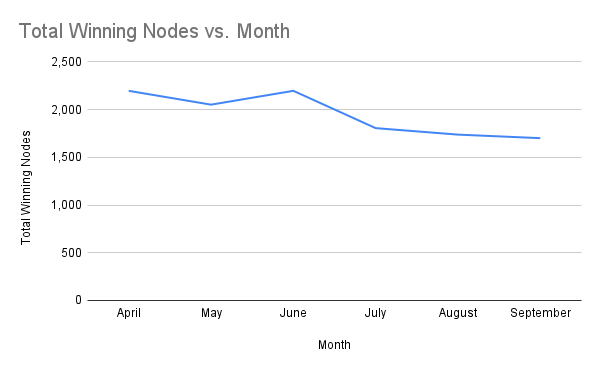 Total Winning Nodes vs. Month
Total Winning Nodes
2,500
2,000
1,500
1,000
500
0
April May June July August September
Month